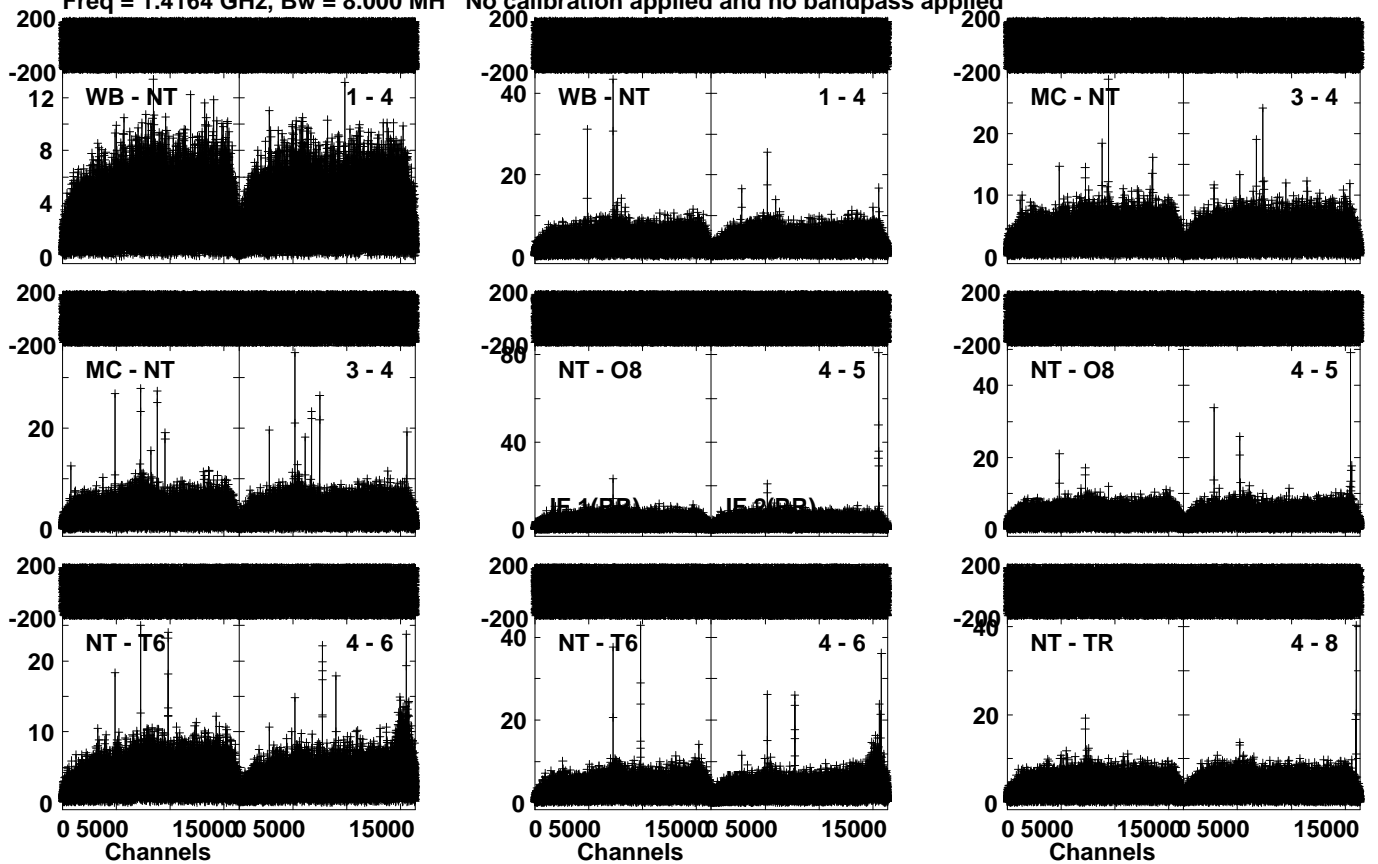 Freq = 1.4164 GHz, Bw = 8.000 MH No calibration applied and no bandpass applied
200 200 200
-200 -200 -200
WB - NT 1 - 4 WB - NT 1 - 4 MC - NT 3 - 4
12 40
8 20 20
4 10
0 0 0
200 200 200
-200 -200 -200
MC - NT 3 - 4 NT - O8 4 - 5 NT - O8 4 - 5
80
20 40 40
20
IF 1(RR) IF 2(RR)
0 0 0
200 200 200
-200 -200 -200
NT - T6 4 - 6 NT - T6 4 - 6 NT - TR 4 - 8
20 40 40
10 20 20
0 0 0
0 5000 15000 0 5000 15000 0 5000 15000 0 5000 15000 0 5000 15000 0 5000 15000
Channels Channels Channels